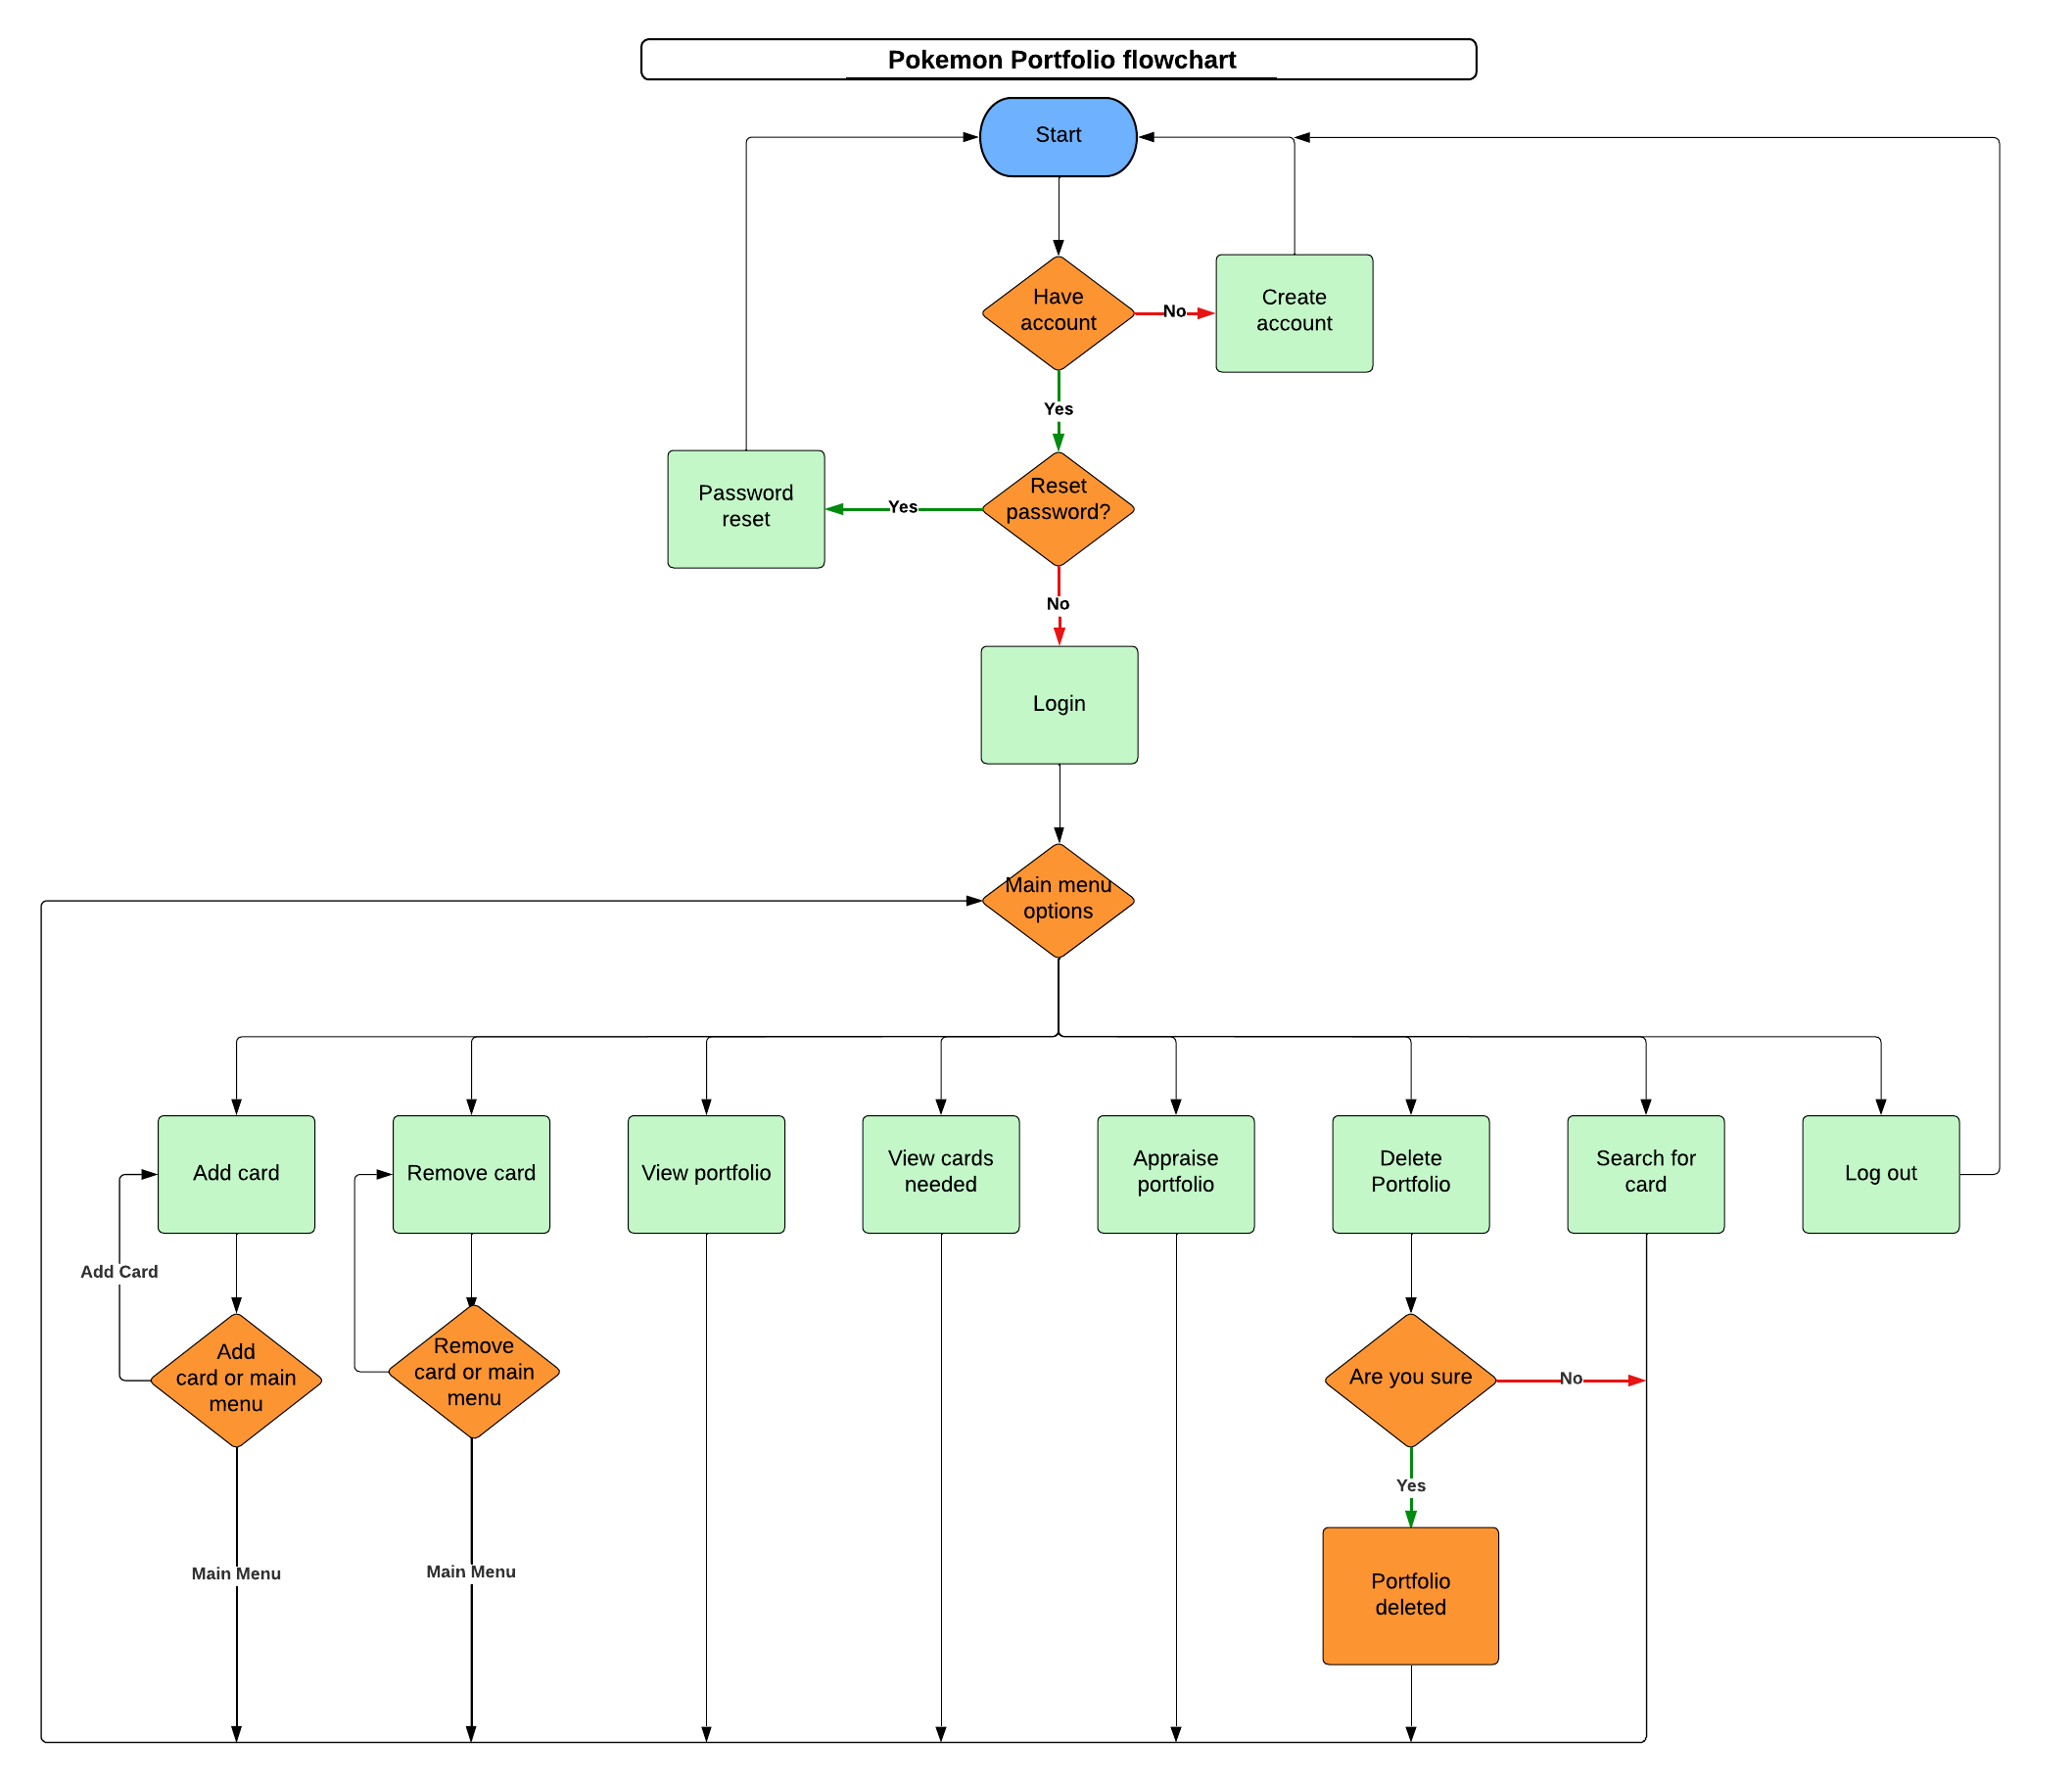 Pokemon Portfolio flowchart
Start
Have
account
No
Create
account
Yes
Password
reset
Yes
Reset
password?
No
Login
Main menu
options
Add card
Remove card
View portfolio
View cards
needed
Appraise
portfolio
Delete
Portfolio
Search for
card
Log out
Add Card
Add
card or main
menu
Remove
card or main
menu
Are you sure
No
Yes
Main Menu
Main Menu
Portfolio
deleted